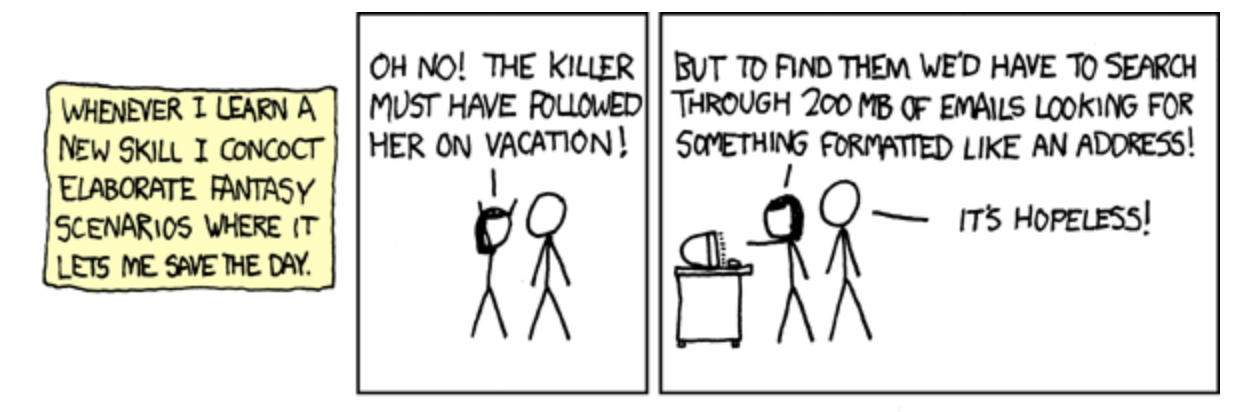 WHENEVER I LEARN A
NEW SKILL I CONCOCT
ELABORATE FANTASY
SCENARIOS WHERE IT
LETS ME SAVE THE DAY.
OH NO! THE KILLER
MUST HAVE FOLLOWED
HER ON VACATION!
BUT TO FIND THEM WE'D HAVE TO SEARCH
THROUGH 200 MB OF EMAILS LOOKING FOR
SOMETHING FORMATTED LIKE AN ADDRESS!
IT'S HOPELESS!